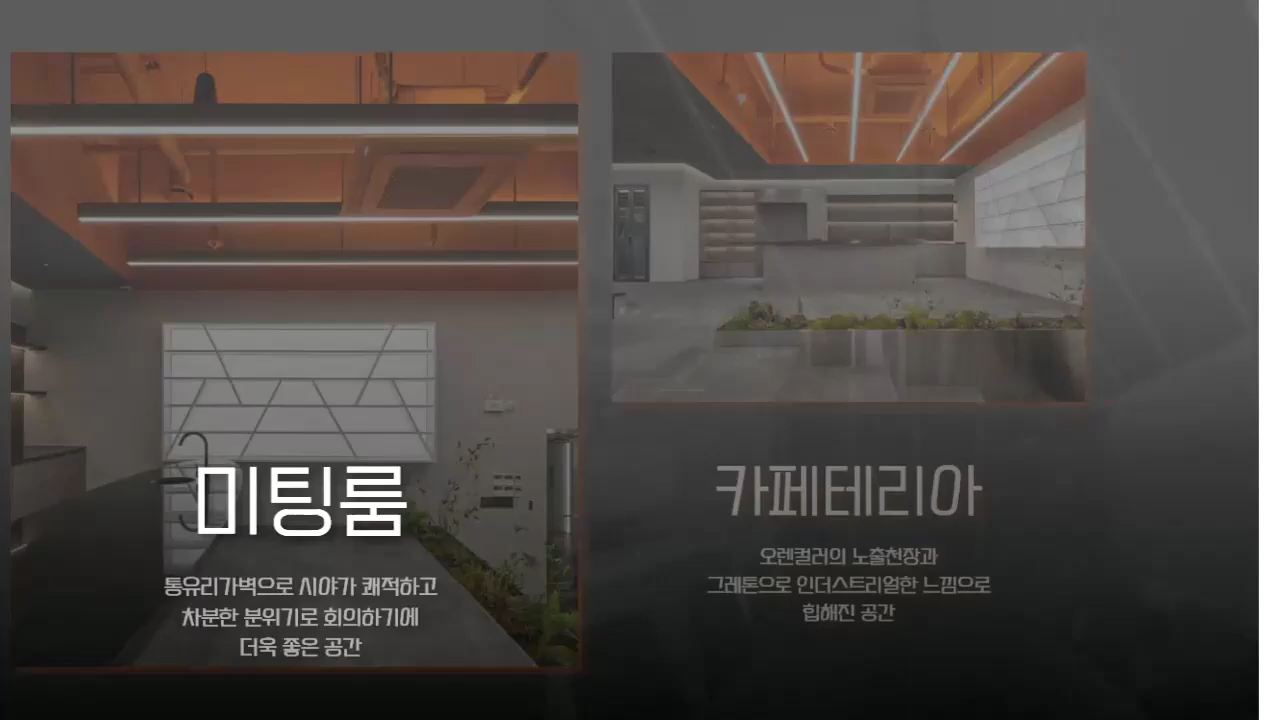 미팅룸
통유리가벽으로 시야가 쾌적하고
차분한 분위기로 회의하기에
더욱 좋은 공간
카페테리아
오렌컬러의 노출천장과
그레톤으로 인더스트리얼한 느낌으로
힙해진 공간